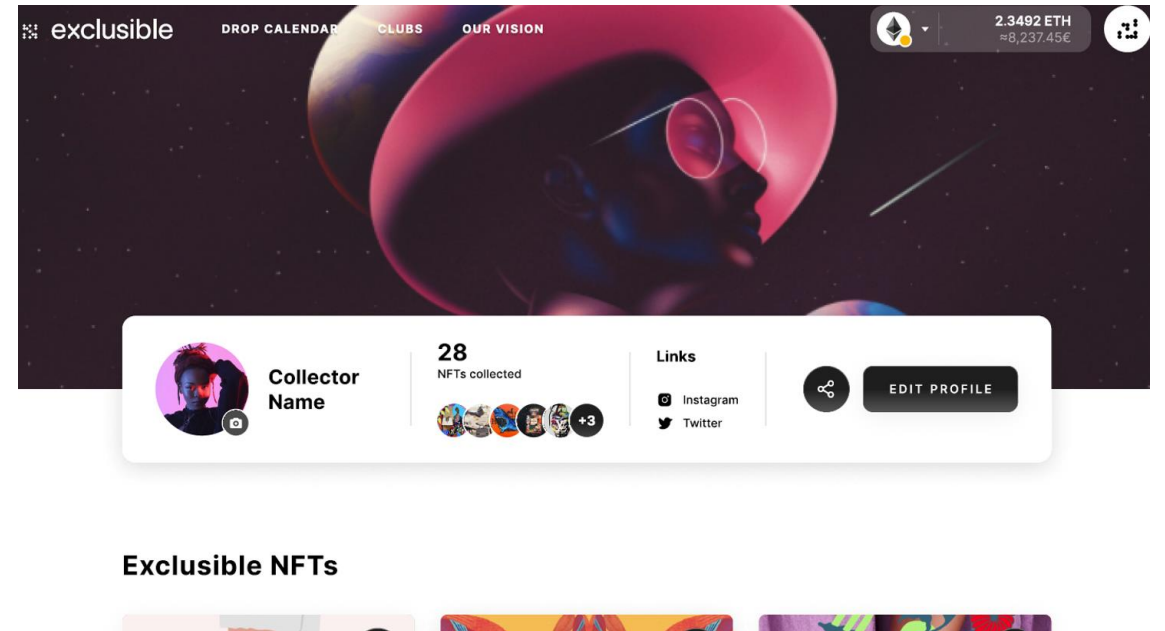 exclusible
DROP CALENDAR CLUBS OUR VISION
2.3492 ETH
≈8,237.45€
Collector
Name
28
NFTs collected
+3
Links
Instagram
Twitter
EDIT PROFILE
Exclusible NFTs